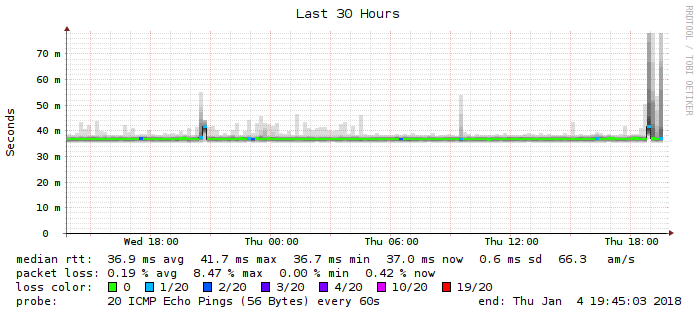 Last 30 Hours
RRDTOOL / TOBI OETIKER
Seconds
70 m
60 m
50 m
40 m
30 m
20 m
10 m
0
Wed 18:00 Thu 00:00 Thu 06:00 Thu 12:00 Thu 18:00
median rtt: 36.9 ms avg 41.7 ms max 36.7 ms min 37.0 ms now 0.6 ms sd 66.3 am/s
packet loss: 0.19 % avg 8.47 % max 0.00 % min 0.42 % now
loss color: 0 1/20 2/20 3/20 4/20 10/20 19/20
probe: 20 ICMP Echo Pings (56 Bytes) every 60s end: Thu Jan 4 19:45:03 2018